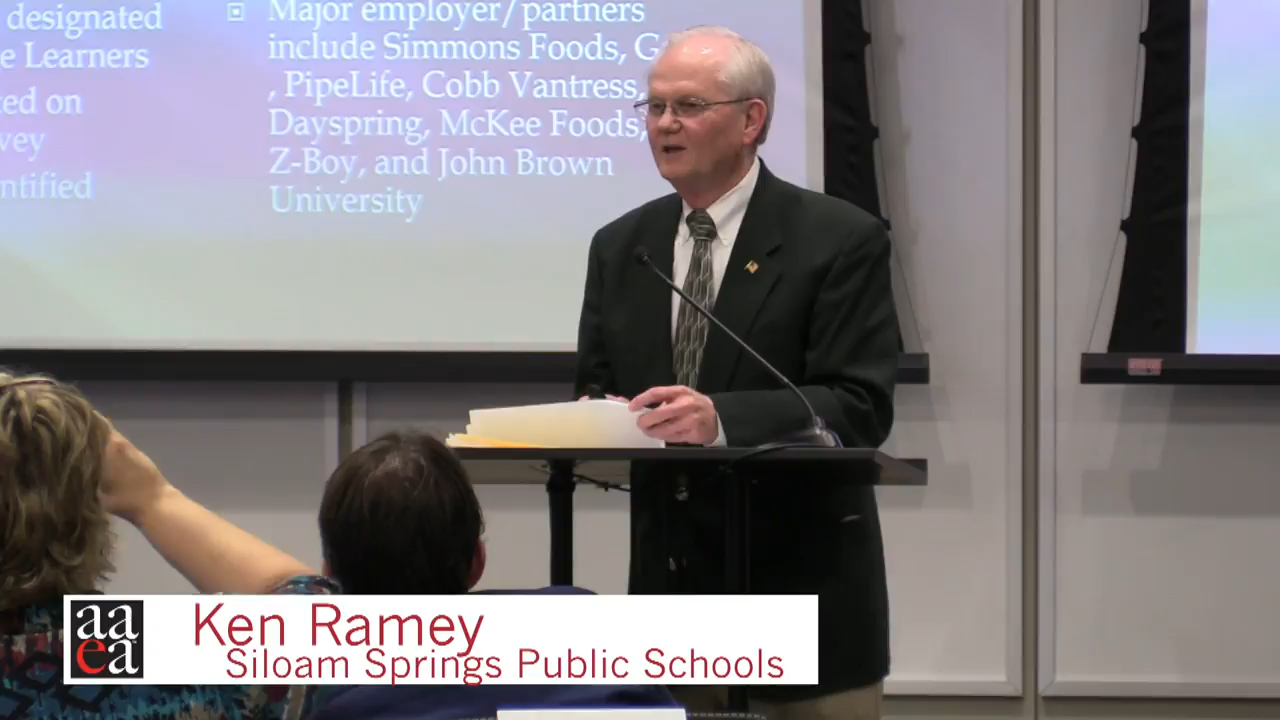 designated
e Learners
ed on
vey
ntified
Major employer/partners
include Simmons Foods, G
, PipeLife, Cobb Vantress,
Dayspring, McKee Foods,
Z-Boy, and John Brown
University
aa
ea
Ken Ramey
Siloam Springs Public Schools